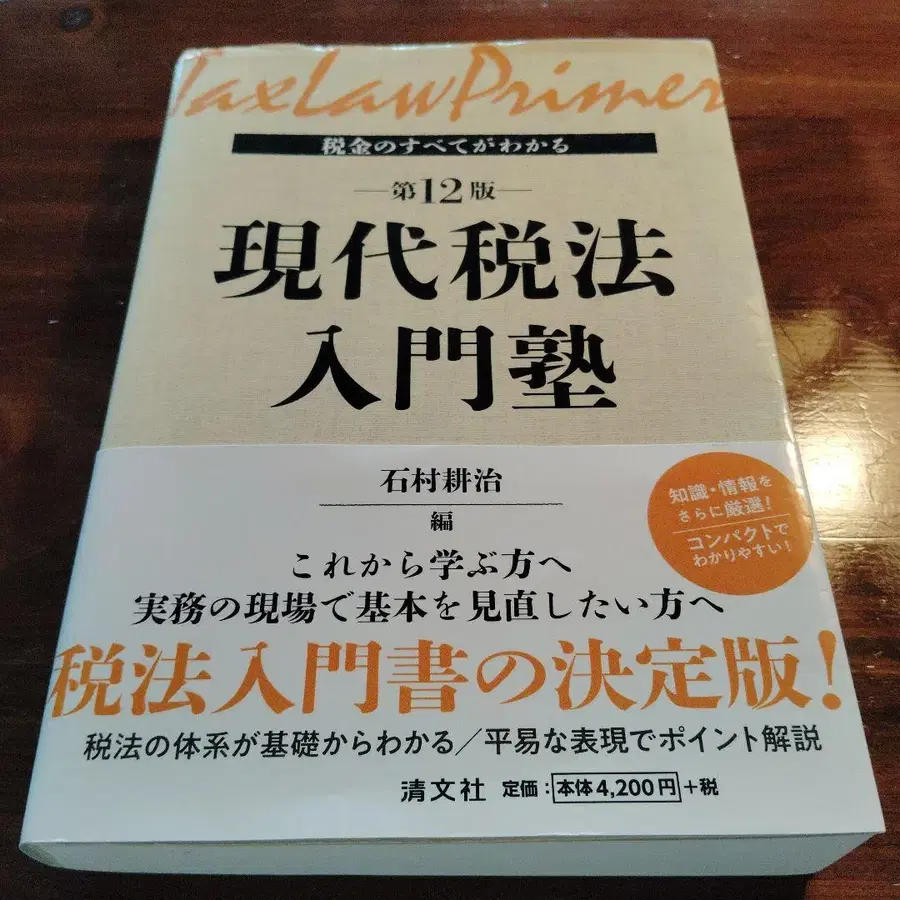 TaxLawPrimer
税金のすべてがわかる
第12版
現代税法
入門塾
石村耕治
編
知識・情報を
さらに厳選!
コンパクトで
わかりやすい!
これから学ぶ方へ
実務の現場で基本を見直したい方へ
税法入門書の決定版!
税法の体系が基礎からわかる/平易な表現でポイント解説
清文社 定価:本体4,200円+税